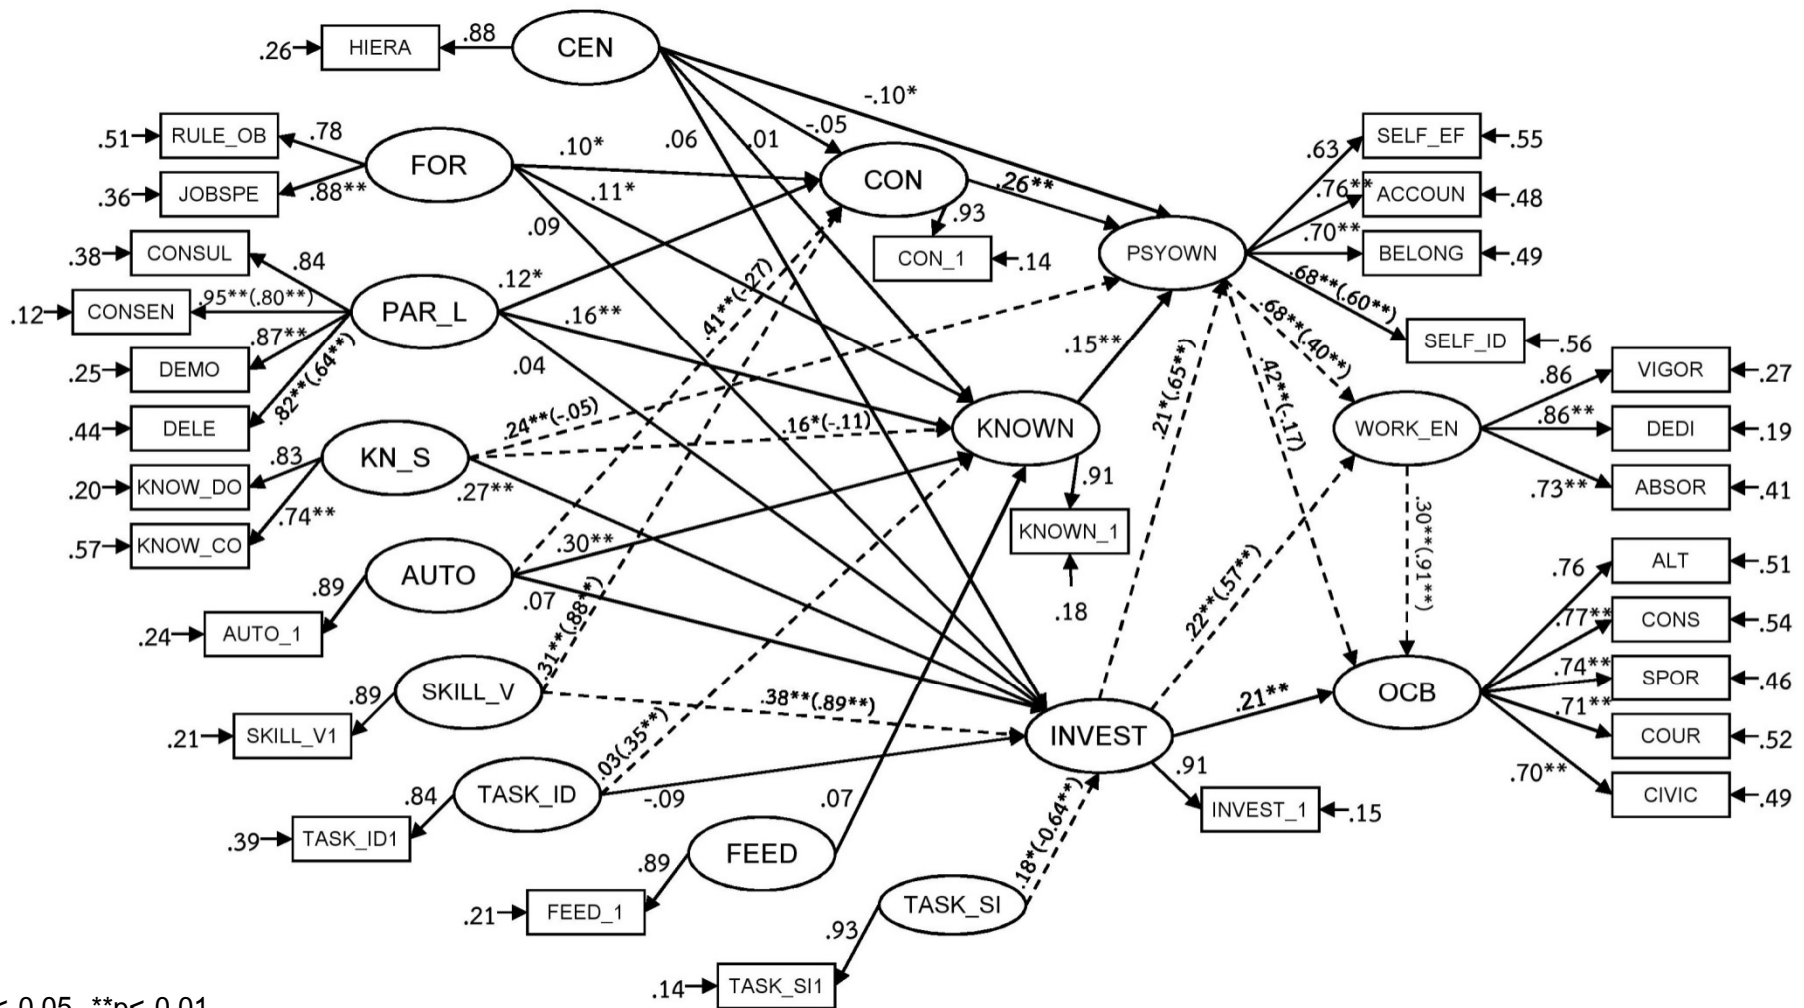 CEN
.88
HIERA
.26
-.10*
-.05
.01
.06
RULE_OB
.51
.78
FOR
.10*
JOBSPE
.36
.88**
.11*
.09
CON
.26**
.93
CON_1
.14
SELF_EF
.55
.63
.76**
ACCOUN
.48
.70**
BELONG
.49
PSYOWN
.68**(.60**)
SELF_ID
.56
CONSUL
.38
.84
CONSEN
.12
.95**(.80**)
PAR_L
.12*
.16**
.04
DEMO
.25
.87**
DELE
.44
.82**(.64**)
.41**(-.27)
.15**
.21*(.65**)
.68**(.40**)
.42**(-.17)
KN_S
.83
KNOW_DO
.20
.74**
KNOW_CO
.57
.24**(-.05)
.16*(-.11)
.27**
KNOWN
.91
KNOWN_1
.18
WORK_EN
.86
VIGOR
.27
.86**
DEDI
.19
.73**
ABSOR
.41
.30**(.91**)
AUTO
.30**
.07
.89
AUTO_1
.24
.31**(.88**)
.22**(.57**)
SKILL_V
.89
SKILL_V1
.21
.38**(.89**)
INVEST
.21**
.91
INVEST_1
.15
OCB
.76
ALT
.51
.77**
CONS
.54
.74**
SPOR
.46
.71**
COUR
.52
.70**
CIVIC
.49
TASK_ID
.03(.35**)
-.09
.84
TASK_ID1
.39
FEED
.07
.89
FEED_1
.21
TASK_SI
.18*(-0.64**)
.93
TASK_SI1
.14
< 0.05, **p< 0.01